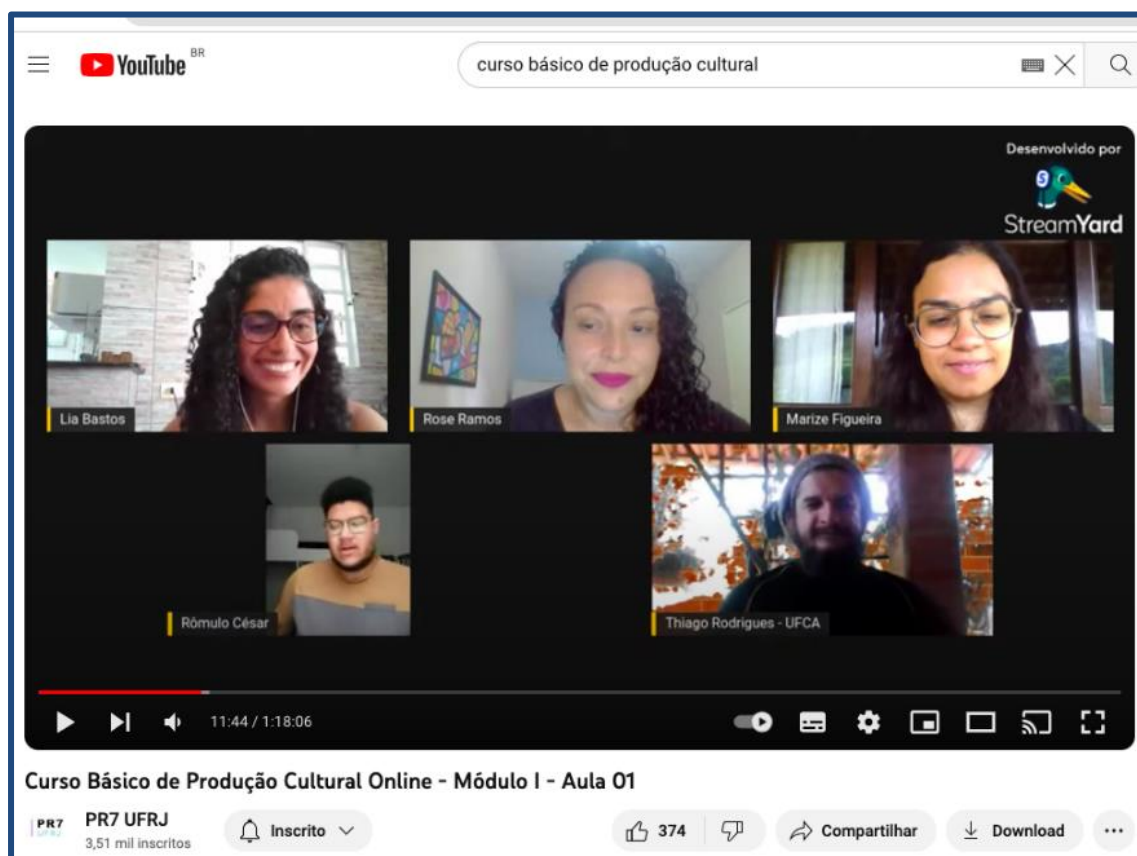 YouTube BR
curso básico de produção cultural
Desenvolvido por
StreamYard
Lia Bastos
Rose Ramos
Marize Figueira
Rômulo César
Thiago Rodrigues - UFCA
11:44 / 1:18:06
Curso Básico de Produção Cultural Online - Módulo I - Aula 01
PR7
UFRJ
PR7 UFRJ
3,51 mil inscritos
Inscrito
374
Compartilhar
Download